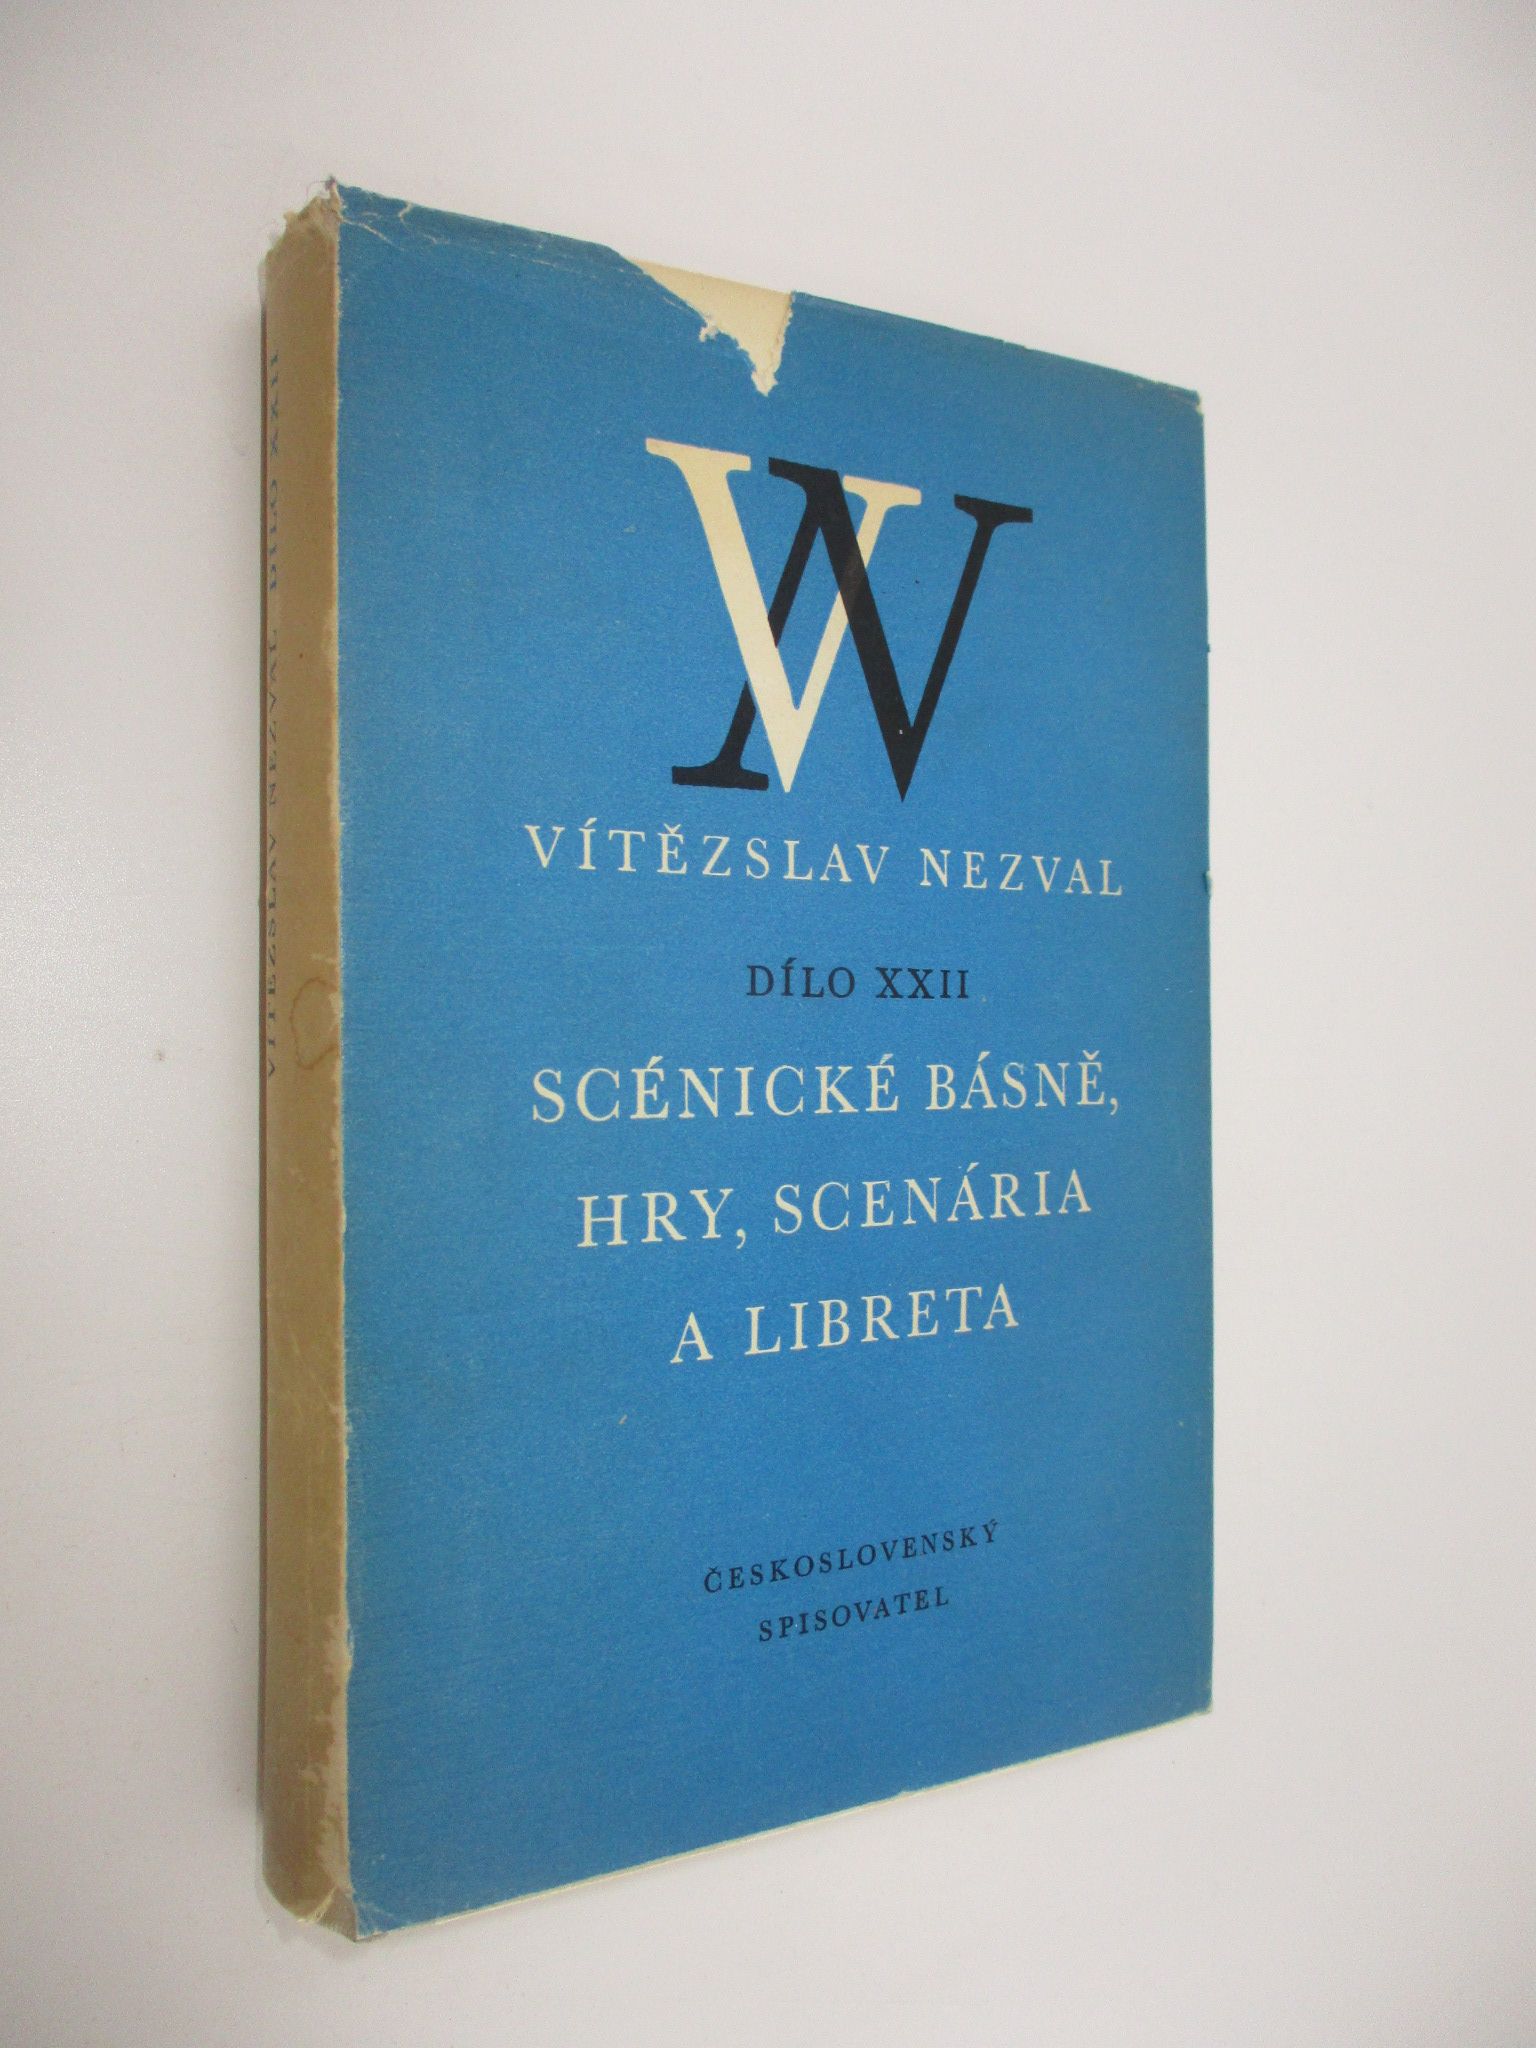 VN
VÍTĚZSLAV NEZVAL
DÍLO XXII
SCÉNICKÉ BÁSNĚ,
HRY, SCENÁRIA
A LIBRETA
ČESKOSLOVENSKÝ
SPISOVATEL
VÍTĚZSLAV NEZVAL DÍLO XXII